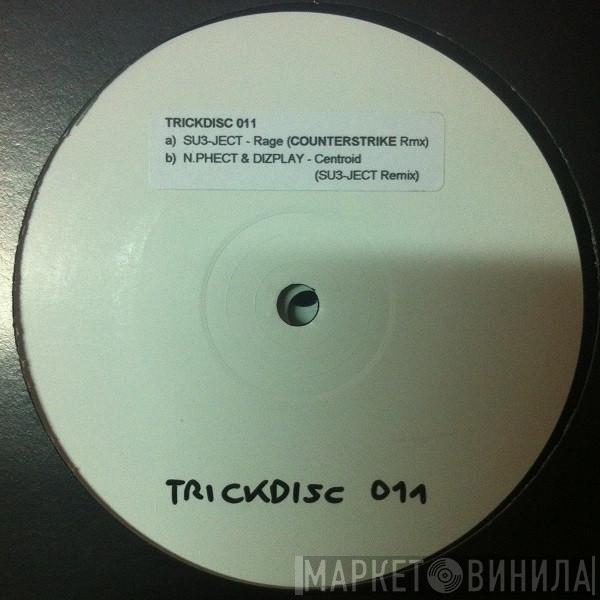 TRICKDISC 011
a) SU3-JECT - Rage (COUNTERSTRIKE Rmx)
b) N.PHECT & DIZPLAY - Centroid
(SU3-JECT Remix)
TRICKDISC 011
МАРКЕТ ВИНИЛА